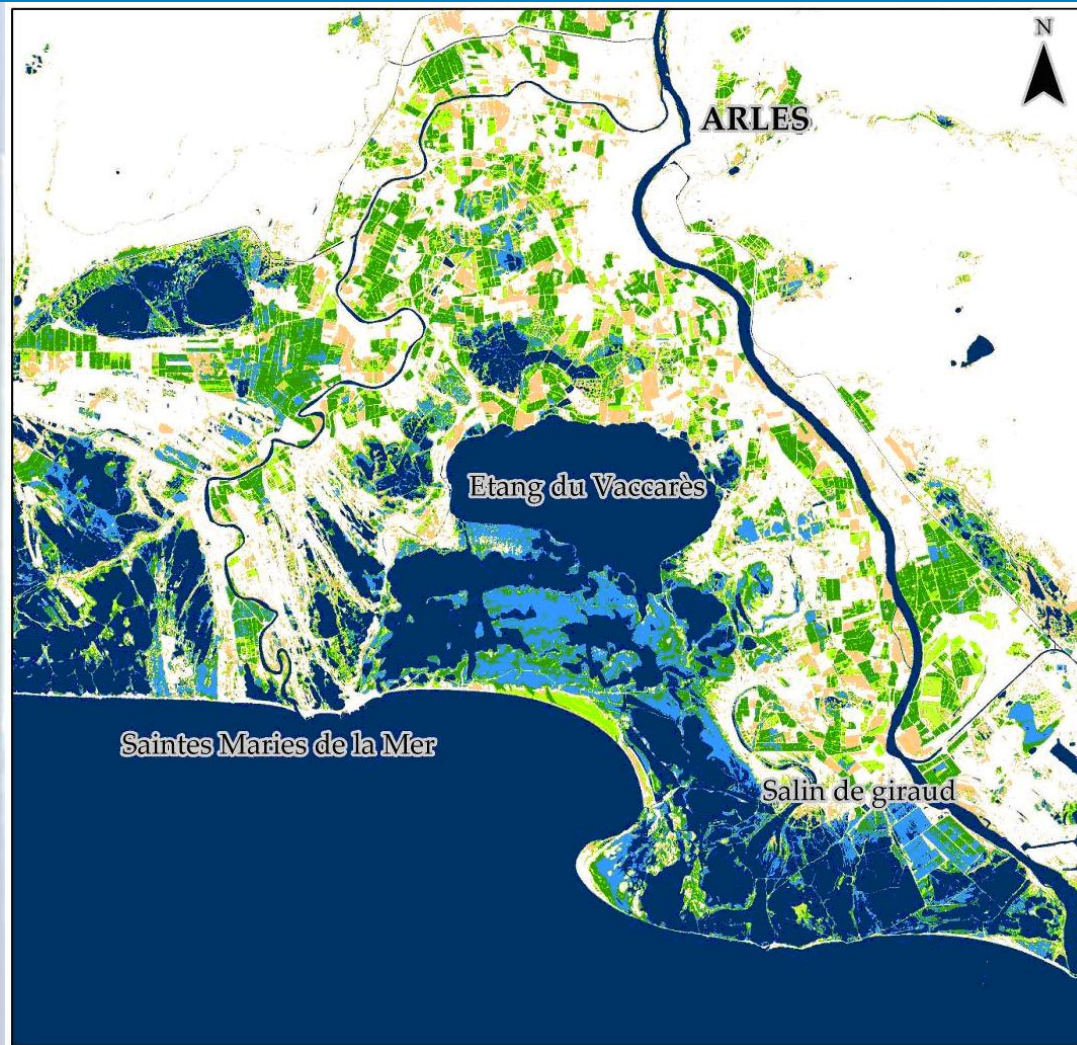 N
ARLES
Etang du Vaccarès
Saintes Maries de la Mer
Salin de giraud